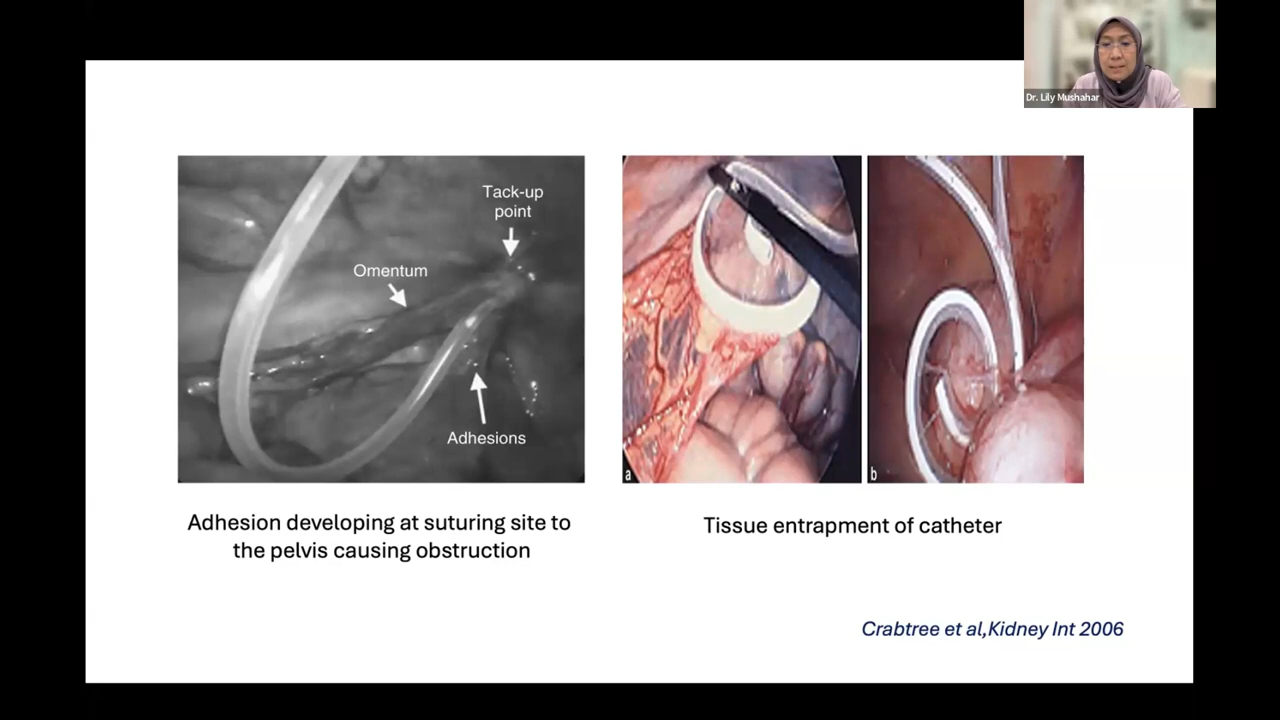 Dr. Lily Mushahar
Tack-up
point
Omentum
Adhesions
a
b
Adhesion developing at suturing site to
the pelvis causing obstruction
Tissue entrapment of catheter
Crabtree et al,Kidney Int 2006